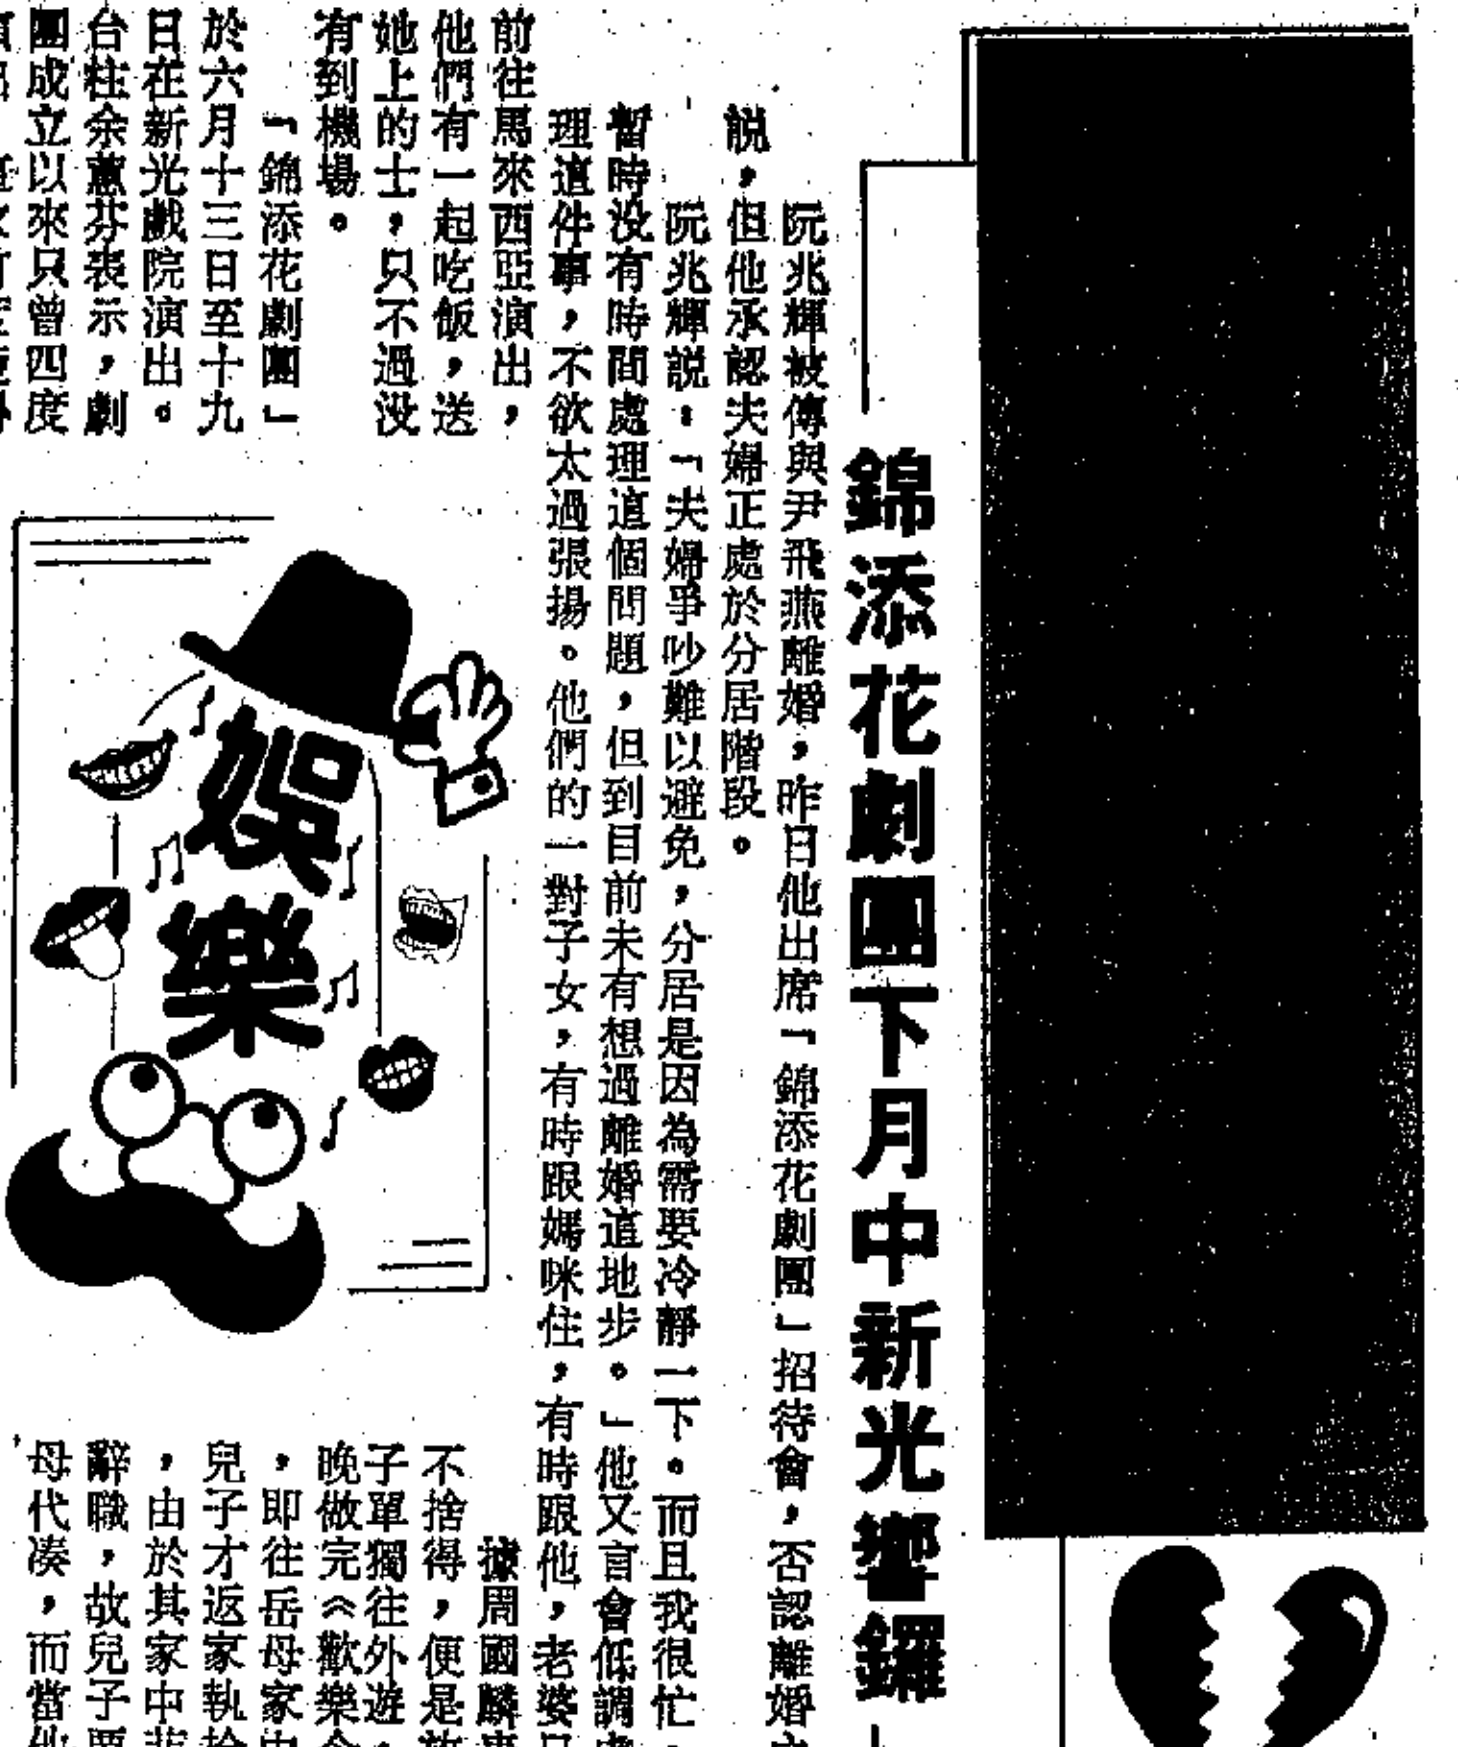 錦添花劇團下月中新光響鑼
阮兆輝被傳與尹飛燕離婚，昨日他出席「錦添花劇團」招待會，否認離婚
説，但他承認夫婦正處於分居階段。
阮兆輝説：「夫婦爭吵難以避免，分居是因為需要冷靜一下。而且我很忙，
暫時没有時間處理這個問題，但到目前未有想過離婚這地步。」他又言會低調
理這件事，不欲太過張揚。他們的一對子女，有時跟媽咪住，有時跟他，老婆
前往馬來西亞演出，
他們有一起吃飯，送
她上的士，只不過没
有到機場。
「錦添花劇團」
於六月十三日至十九
日在新光戲院演出。
台柱余蕙芬表示，劇
團成立以來只曾四度
娛樂
據周國麟
不捨得，便是
子單獨往外遊，
晚做完《歡樂今
，即往岳母家
兒子才返家執
，由於其家中菲
辭職，故兒子要
母代凑，而當他